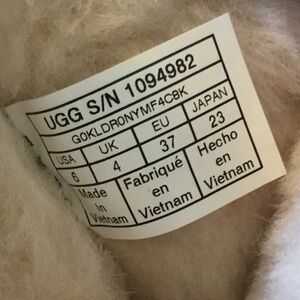 UGG S/N 1094982
G0KLDR0NYMF4C8K
USA UK EU JAPAN
6 4 37 23
Made in Vietnam
Fabriqué en Vietnam
Hecho en Vietnam